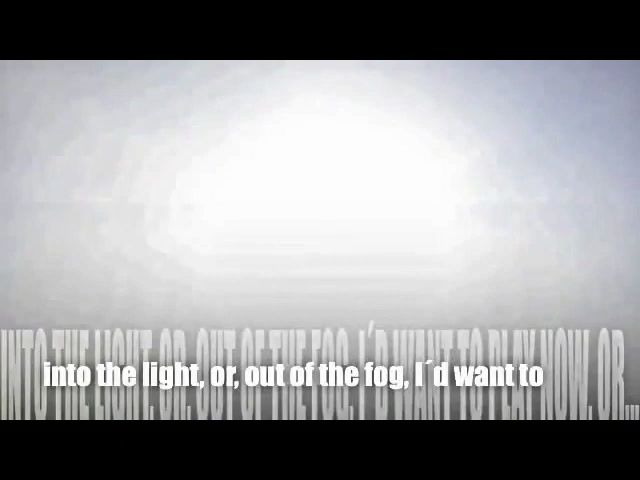 INTO THE LIGHT, OR, OUT OF THE FOG, I´D WANT TO PLAY NOW, OR...
into the light, or, out of the fog, I´d want to